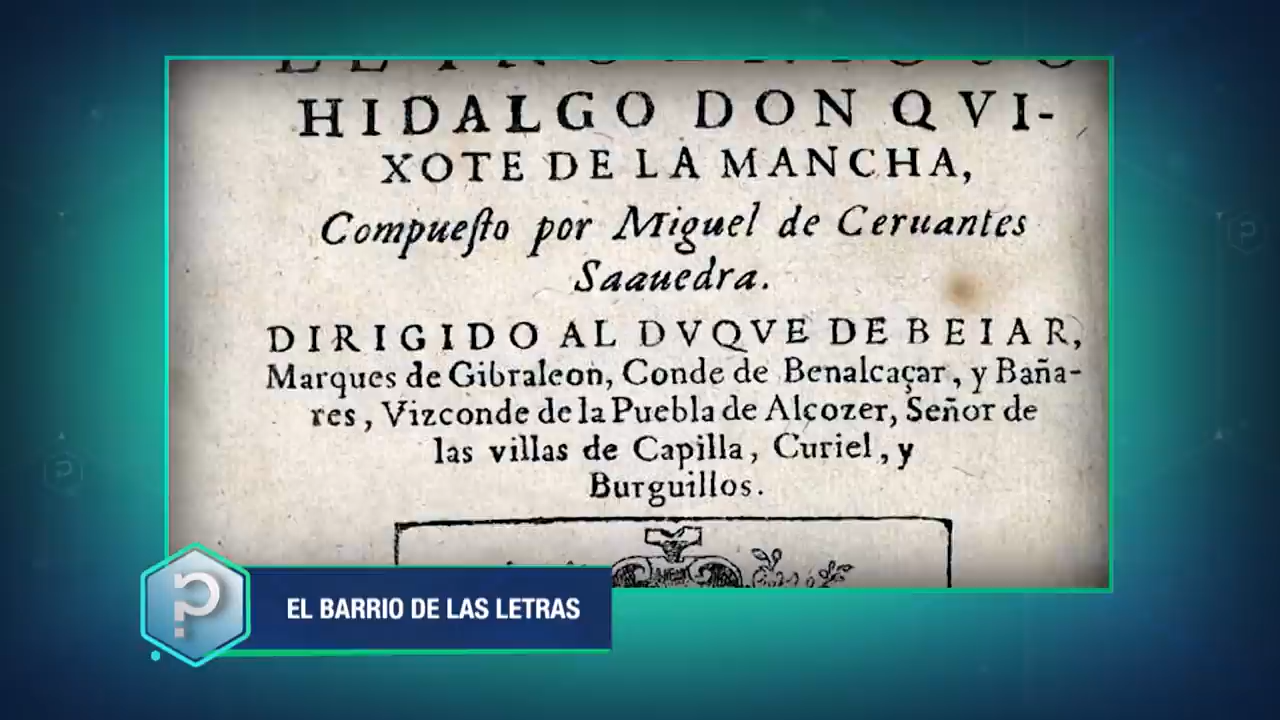 EL INGENIOSO
HIDALGO DON QVI-
XOTE DE LA MANCHA,
Compueſto por Miguel de Ceruantes
Saauedra.
DIRIGIDO AL DVQVE DE BEIAR,
Marques de Gibraleon, Conde de Benalcaçar, y Baña-
res, Vizconde de la Puebla de Alcozer, Señor de
las villas de Capilla, Curiel, y
Burguillos.
EL BARRIO DE LAS LETRAS